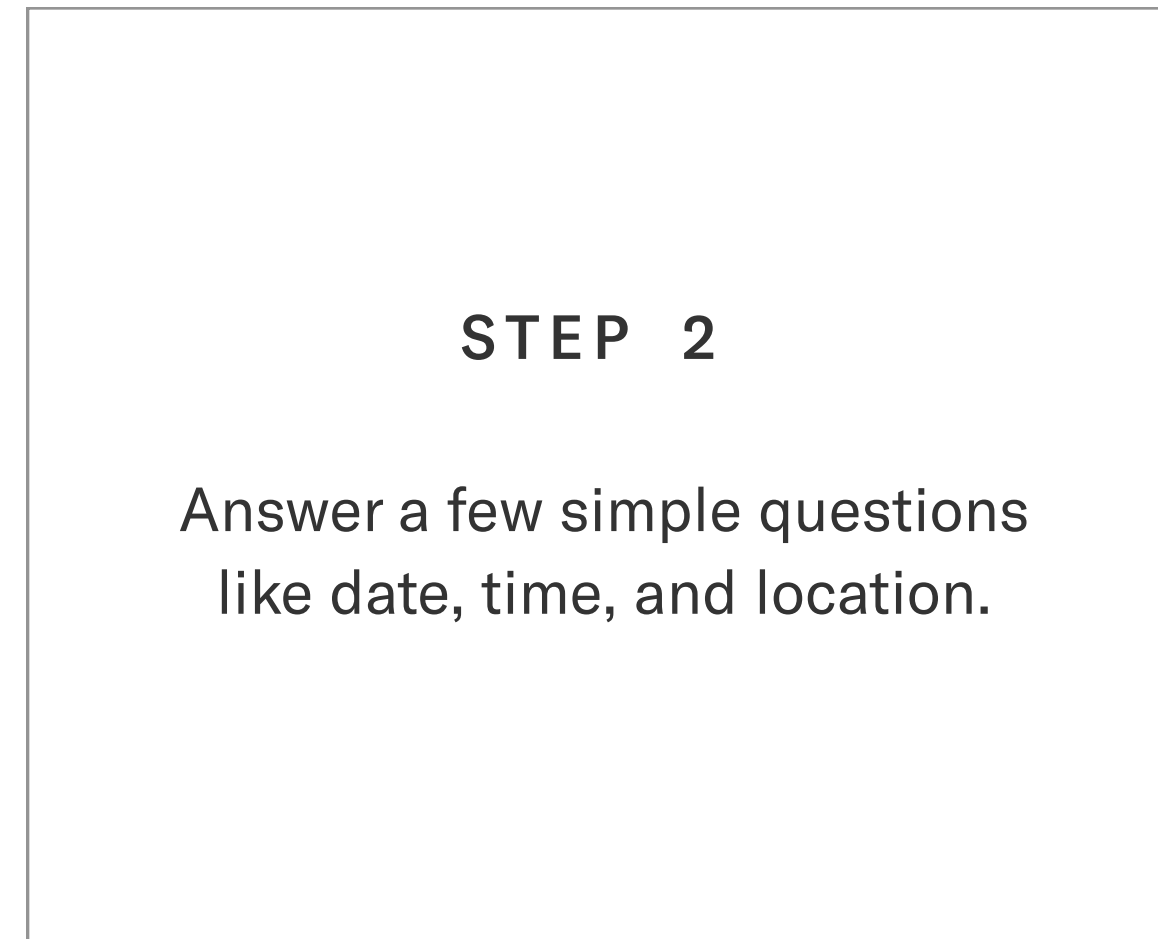 STEP 2
Answer a few simple questions
like date, time, and location.